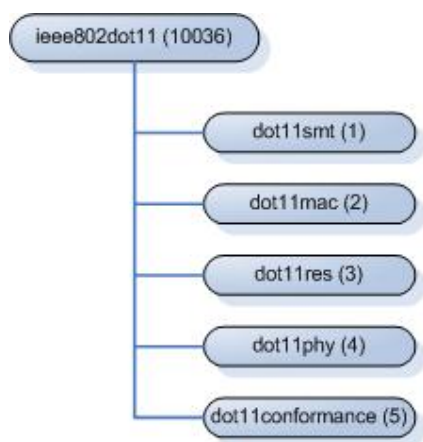 ieee802dot11 (10036)
dot11smt (1)
dot11mac (2)
dot11res (3)
dot11phy (4)
dot11conformance (5)